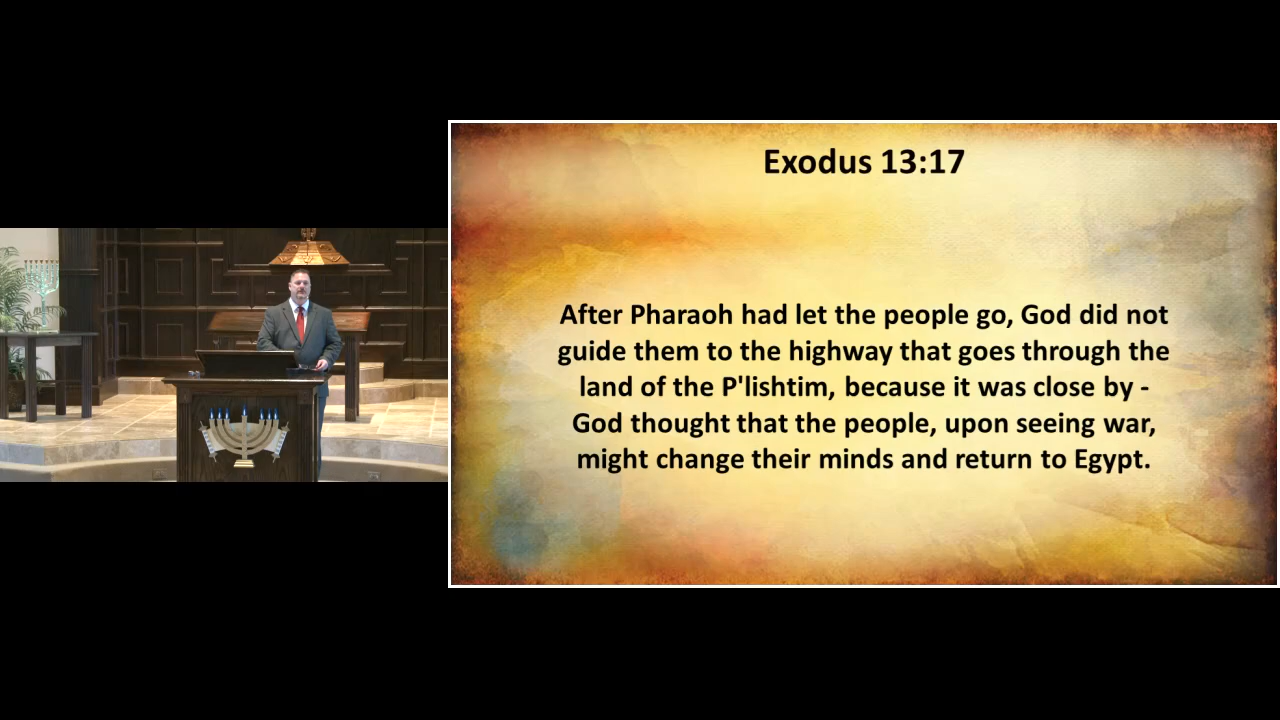 Exodus 13:17
After Pharaoh had let the people go, God did not
guide them to the highway that goes through the
land of the P'lishtim, because it was close by -
God thought that the people, upon seeing war,
might change their minds and return to Egypt.